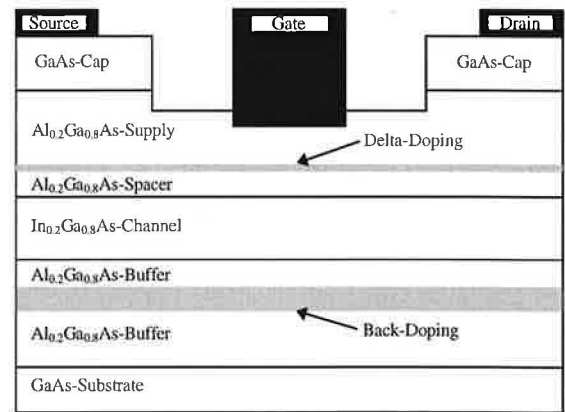 Source
Gate
Drain
GaAs-Cap
GaAs-Cap
Al0.2Ga0.8As-Supply
Delta-Doping
Al0.2Ga0.8As-Spacer
In0.2Ga0.8As-Channel
Al0.2Ga0.8As-Buffer
Al0.2Ga0.8As-Buffer
Back-Doping
GaAs-Substrate